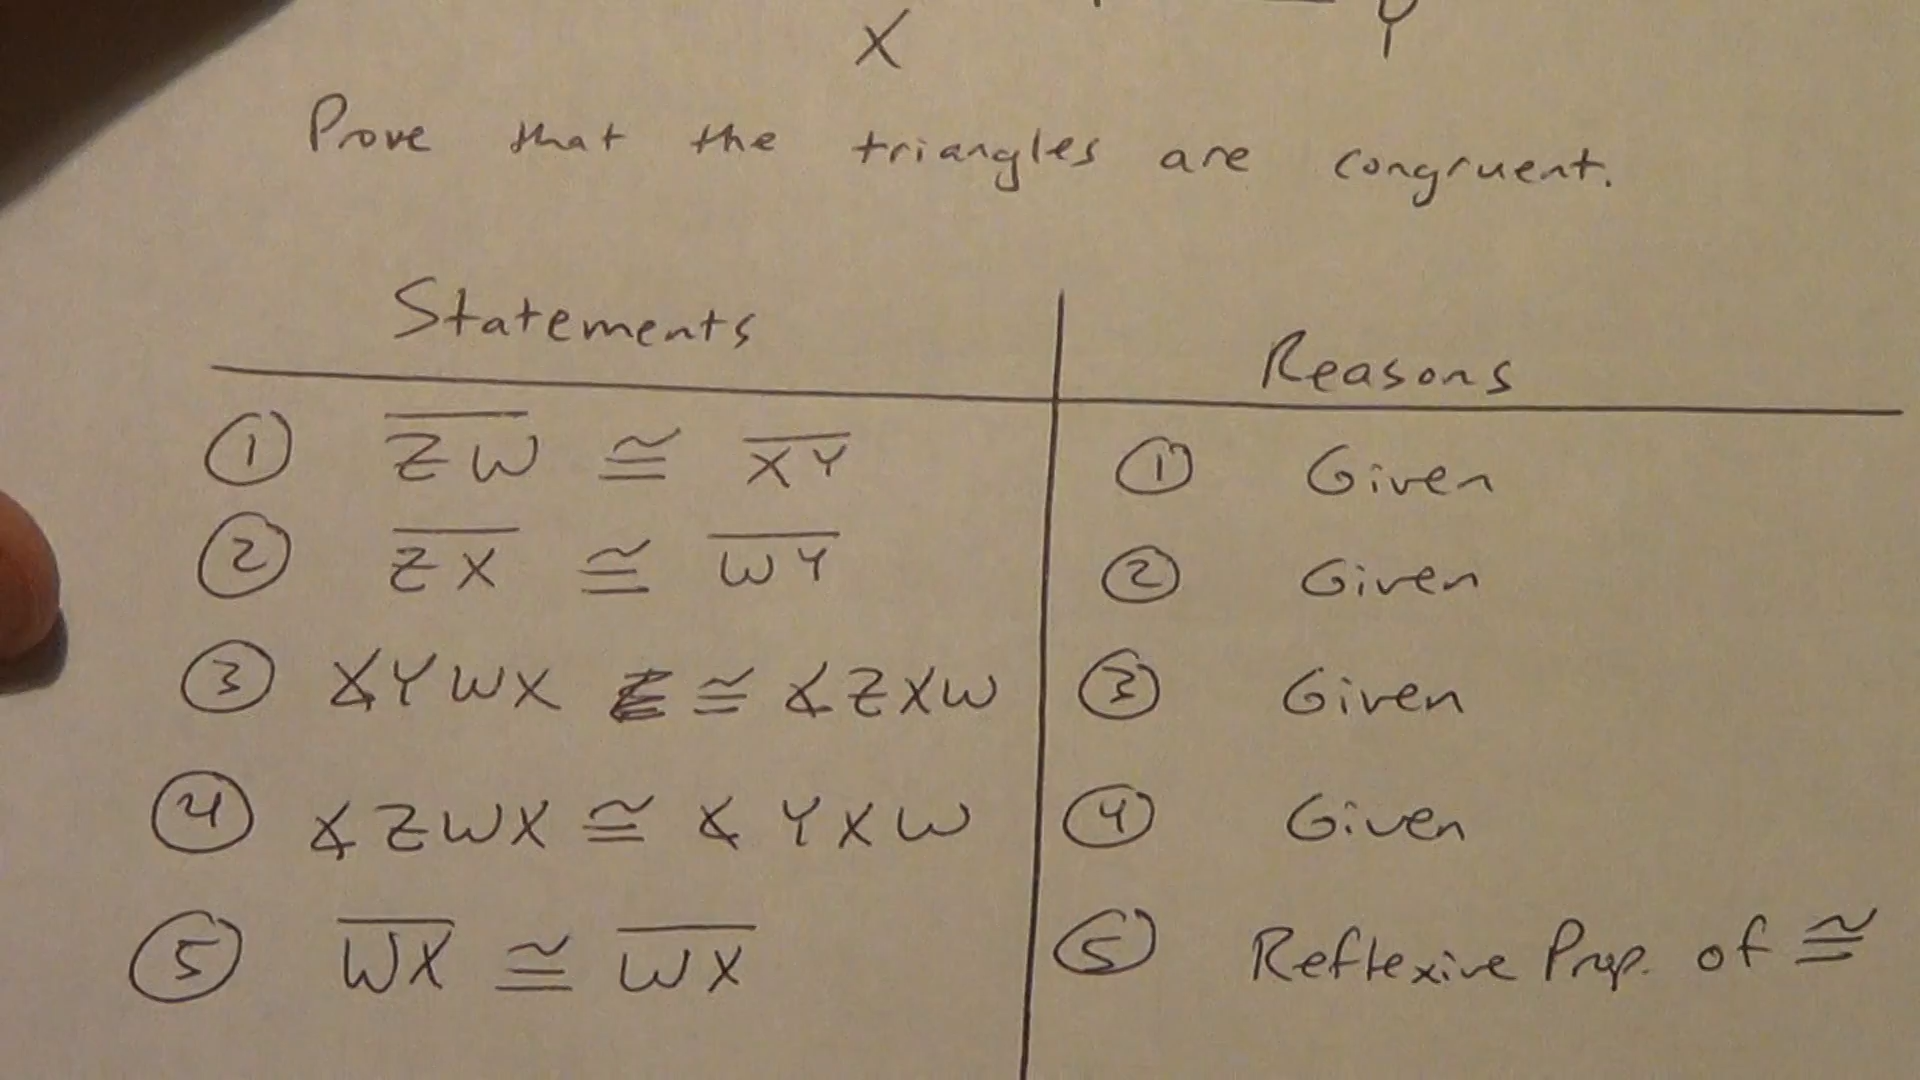 X Y
Prove that the triangles are congruent.
Statements Reasons
① ZW ≅ XY ① Given
② ZX ≅ WY ② Given
③ ∡YWX ≅ ∡ZXW ③ Given
④ ∡ZWX ≅ ∡YXW ④ Given
⑤ WX ≅ WX ⑤ Reflexive Prop. of ≅